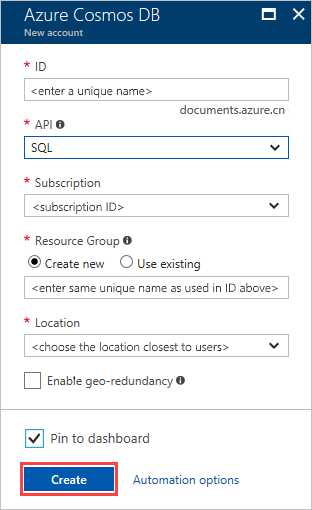 Azure Cosmos DB
New account
* ID
<enter a unique name>
documents.azure.cn
* API
SQL
* Subscription
<subscription ID>
* Resource Group
Create new Use existing
<enter same unique name as used in ID above>
* Location
<choose the location closest to users>
Enable geo-redundancy
Pin to dashboard
Create Automation options